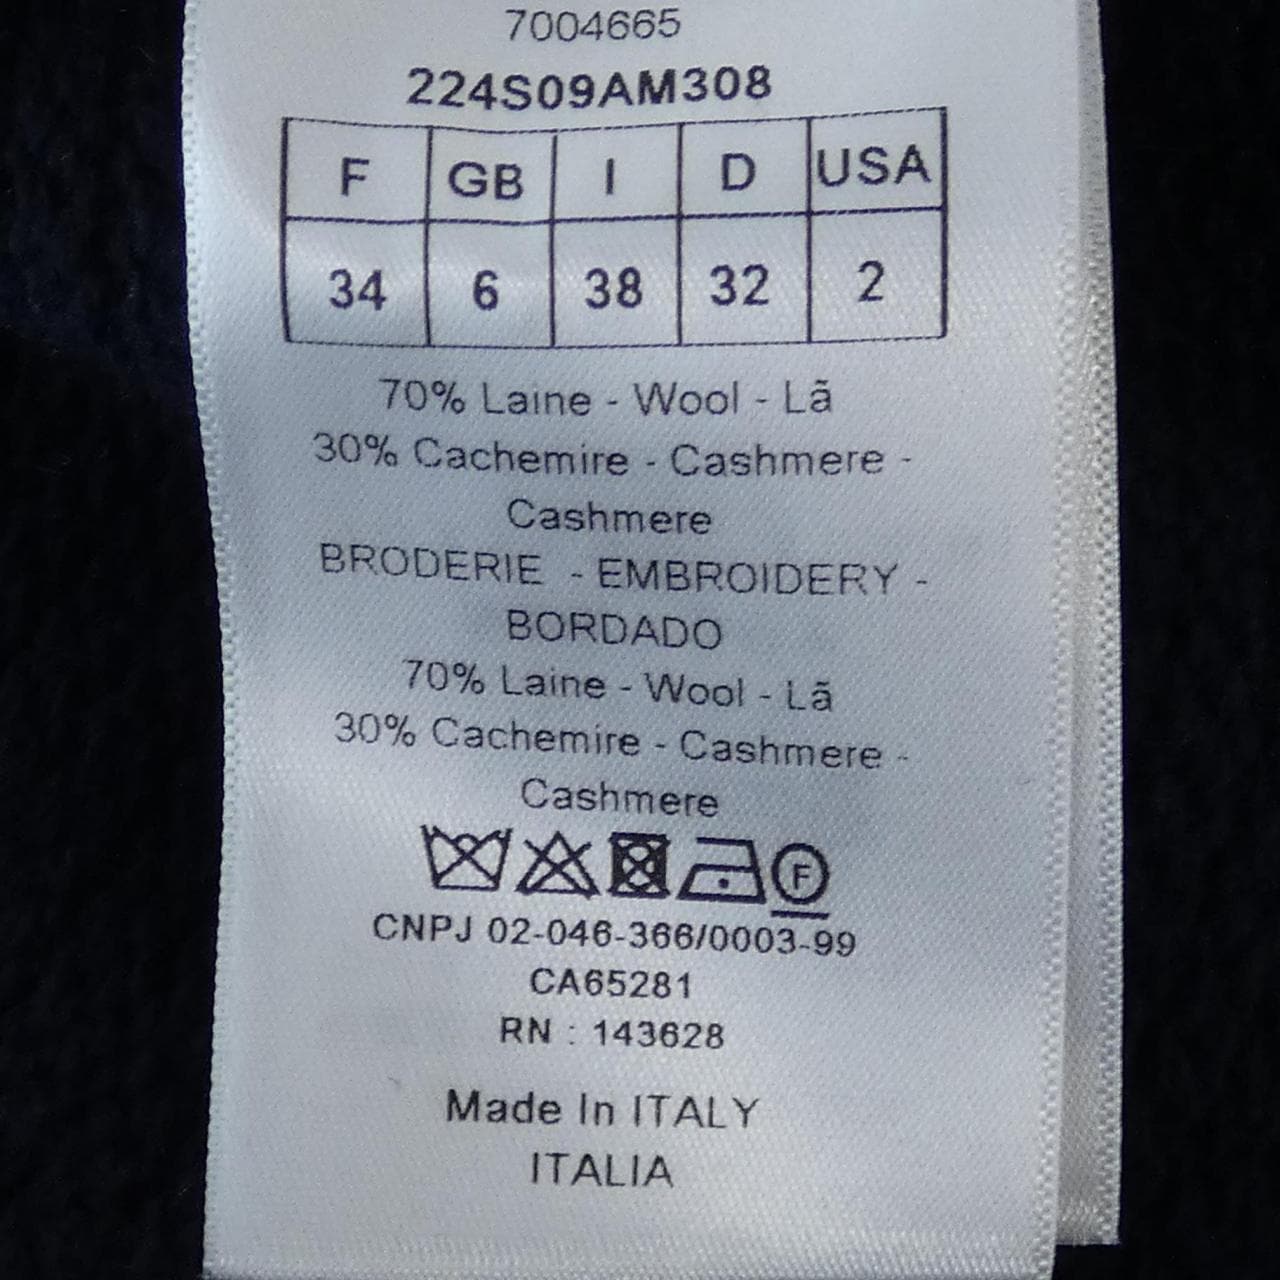 7004665
224S09AM308
F GB I D USA
34 6 38 32 2
70% Laine - Wool - Lã
30% Cachemire - Cashmere -
Cashmere
BRODERIE - EMBROIDERY -
BORDADO
70% Laine - Wool - Lã
30% Cachemire - Cashmere -
Cashmere
F
CNPJ 02-046-366/0003-99
CA65281
RN : 143628
Made In ITALY
ITALIA